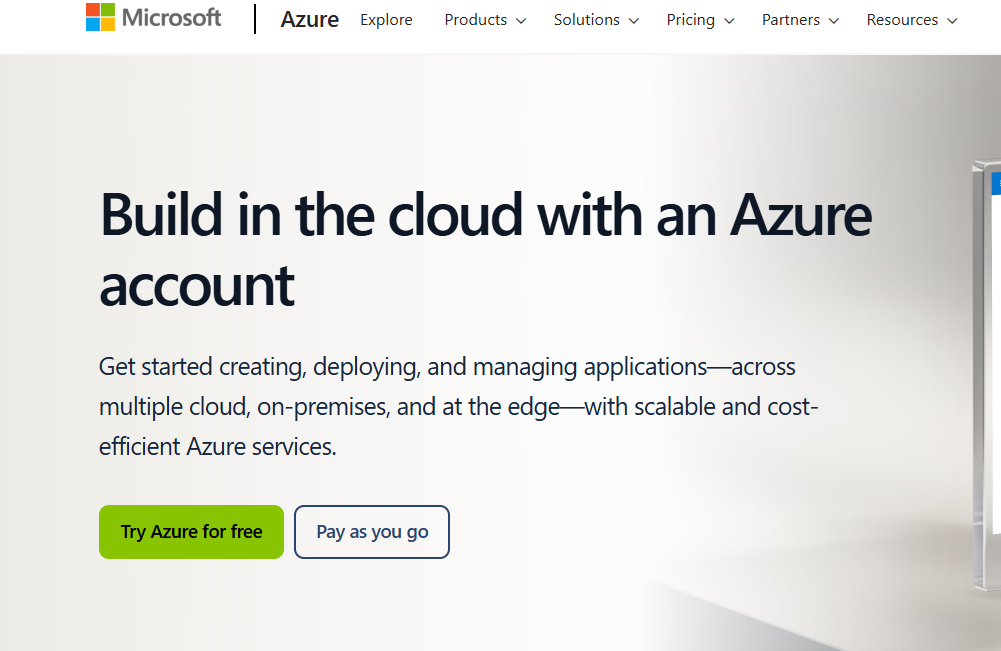 Microsoft
Azure
Explore
Products
Solutions
Pricing
Partners
Resources
Build in the cloud with an Azure
account
Get started creating, deploying, and managing applications—across
multiple cloud, on-premises, and at the edge—with scalable and cost-
efficient Azure services.
Try Azure for free
Pay as you go